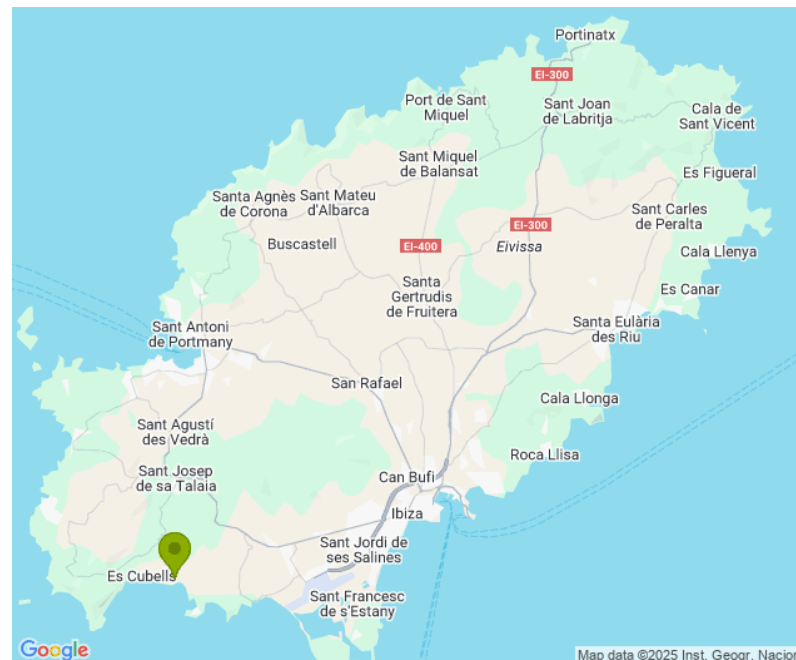 Portinatx
EI-300
Port de Sant
Miquel
Sant Joan
de Labritja
Cala de
Sant Vicent
Sant Miquel
de Balansat
Es Figueral
Santa Agnès
de Corona
Sant Mateu
d'Albarca
Sant Carles
de Peralta
EI-300
Buscastell
EI-400
Eivissa
Cala Llenya
Santa
Gertrudis
de Fruitera
Es Canar
Sant Antoni
de Portmany
Santa Eulària
des Riu
San Rafael
Cala Llonga
Sant Agustí
des Vedrà
Roca Llisa
Sant Josep
de sa Talaia
Can Bufi
Ibiza
Sant Jordi de
ses Salines
Es Cubells
Sant Francesc
de s'Estany
Google
Map data ©2025 Inst. Geogr. Nacion